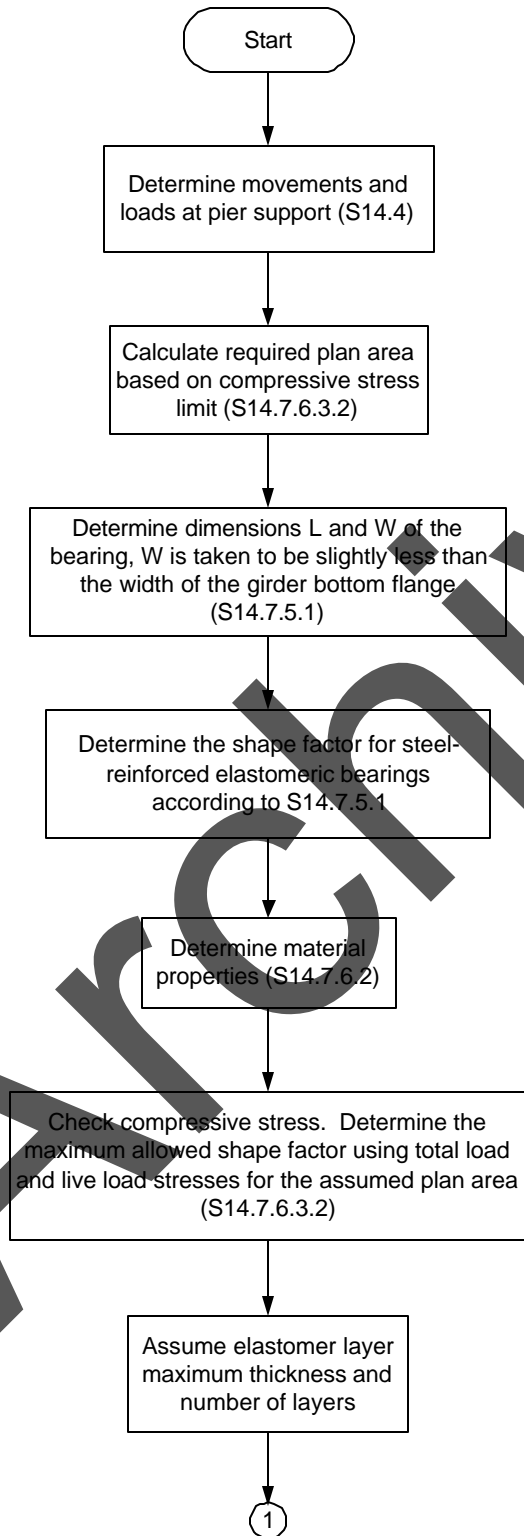 Start
Determine movements and
loads at pier support (S14.4)
Calculate required plan area
based on compressive stress
limit (S14.7.6.3.2)
Determine dimensions L and W of the
bearing, W is taken to be slightly less than
the width of the girder bottom flange
(S14.7.5.1)
Determine the shape factor for steel-
reinforced elastomeric bearings
according to S14.7.5.1
Determine material
properties (S14.7.6.2)
Check compressive stress.  Determine the
maximum allowed shape factor using total load
and live load stresses for the assumed plan area
(S14.7.6.3.2)
Assume elastomer layer
maximum thickness and
number of layers
1